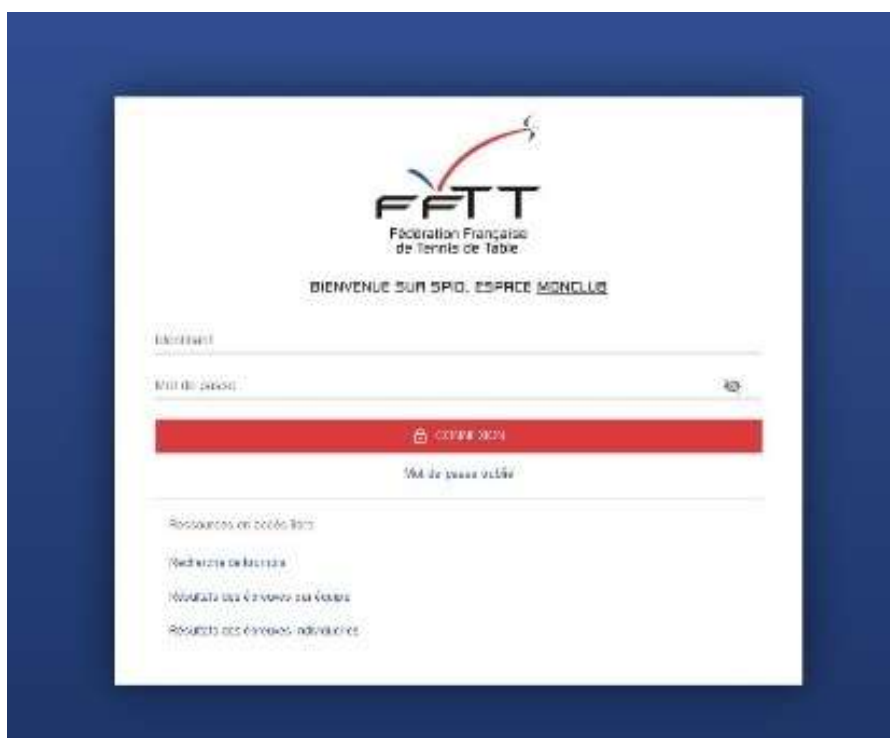 FFTT
Fédération Française
de Tennis de Table
BIENVENUE SUR SPID, ESPACE MONCLUB
Identifiant
Mot de passe
CONNEXION
Mot de passe oublié
Ressources en accès libre
Recherche de
Résultats des épreuves par équipe
Résultats des épreuves individuelles